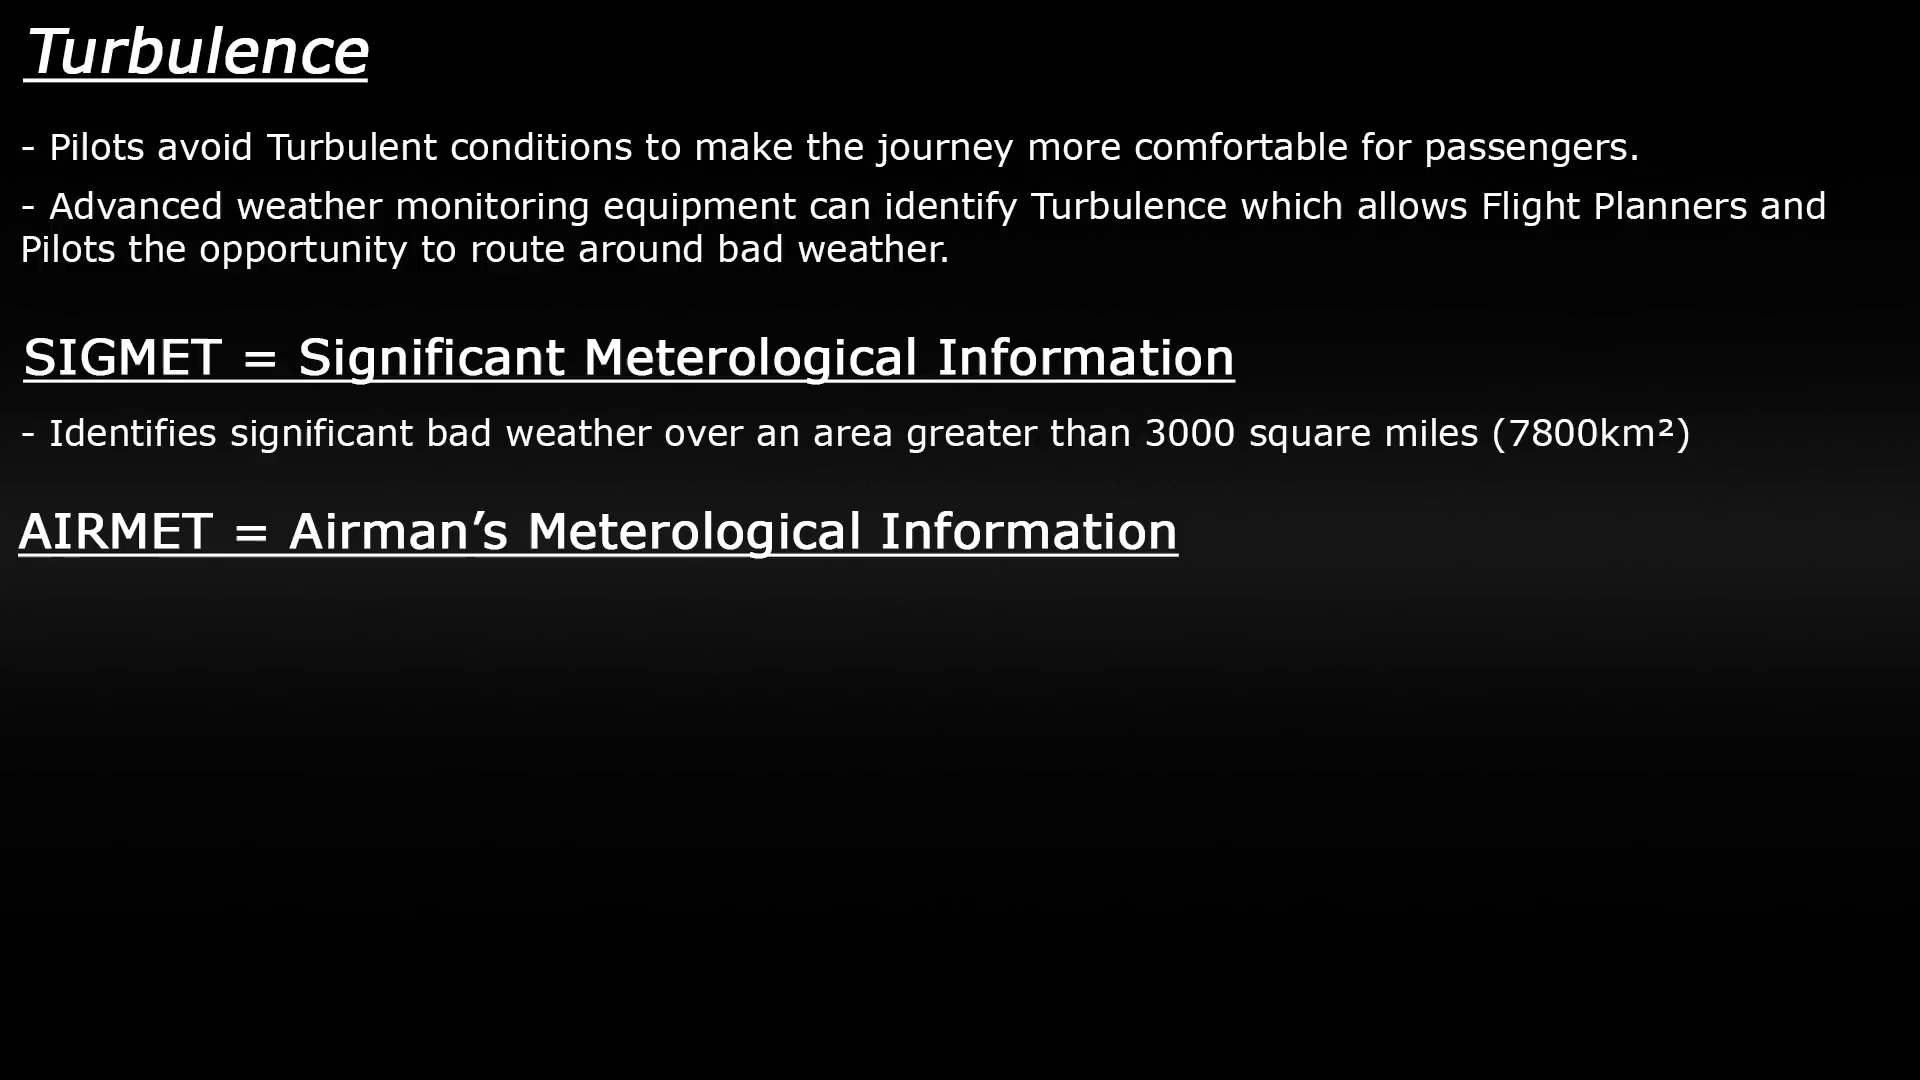 Turbulence
- Pilots avoid Turbulent conditions to make the journey more comfortable for passengers.
- Advanced weather monitoring equipment can identify Turbulence which allows Flight Planners and
Pilots the opportunity to route around bad weather.
SIGMET = Significant Meterological Information
- Identifies significant bad weather over an area greater than 3000 square miles (7800km²)
AIRMET = Airman’s Meterological Information